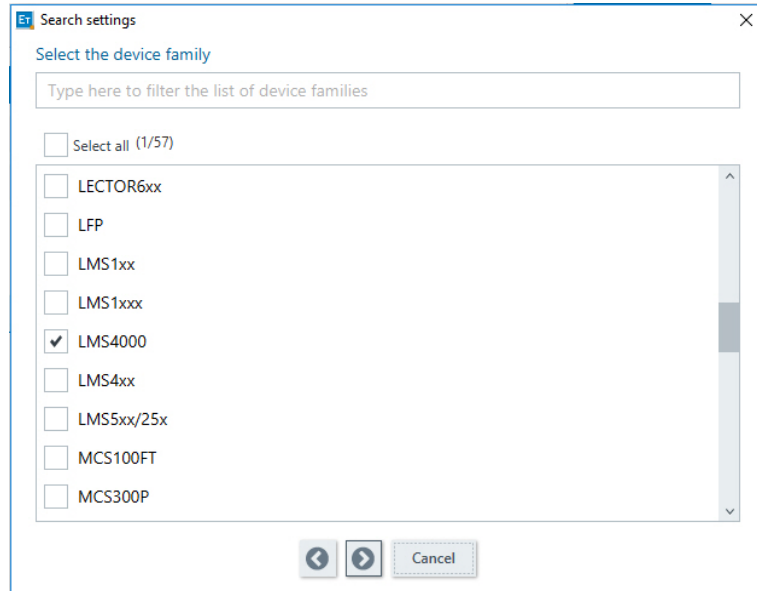 ET Search settings
Select the device family
Type here to filter the list of device families
Select all (1/57)
LECTOR6xx
LFP
LMS1xx
LMS1xxx
LMS4000
LMS4xx
LMS5xx/25x
MCS100FT
MCS300P
Cancel